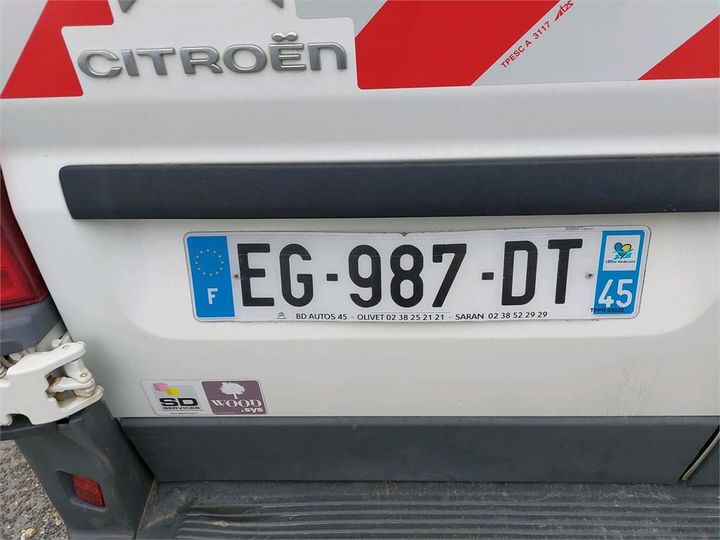 CITROËN
TPESC A 3117
F
EG-987-DT
45
BD AUTOS 45 - OLIVET 02 38 25 21 21 - SARAN 02 38 52 29 29
SD
SERVICES
WOOD
.sys